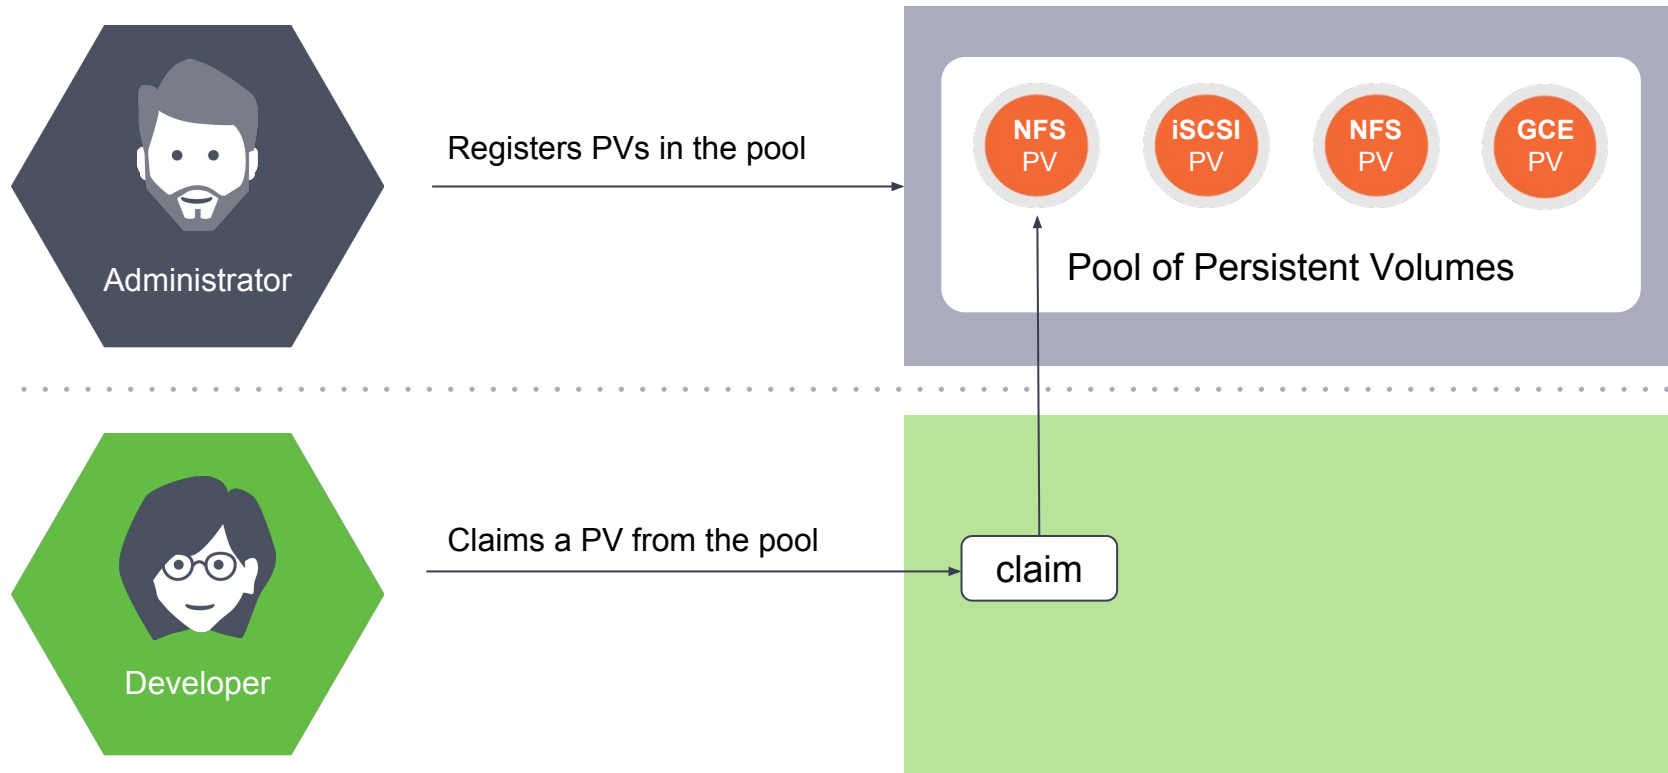 Administrator
Registers PVs in the pool
NFS
PV
iSCSI
PV
NFS
PV
GCE
PV
Pool of Persistent Volumes
Developer
Claims a PV from the pool
claim